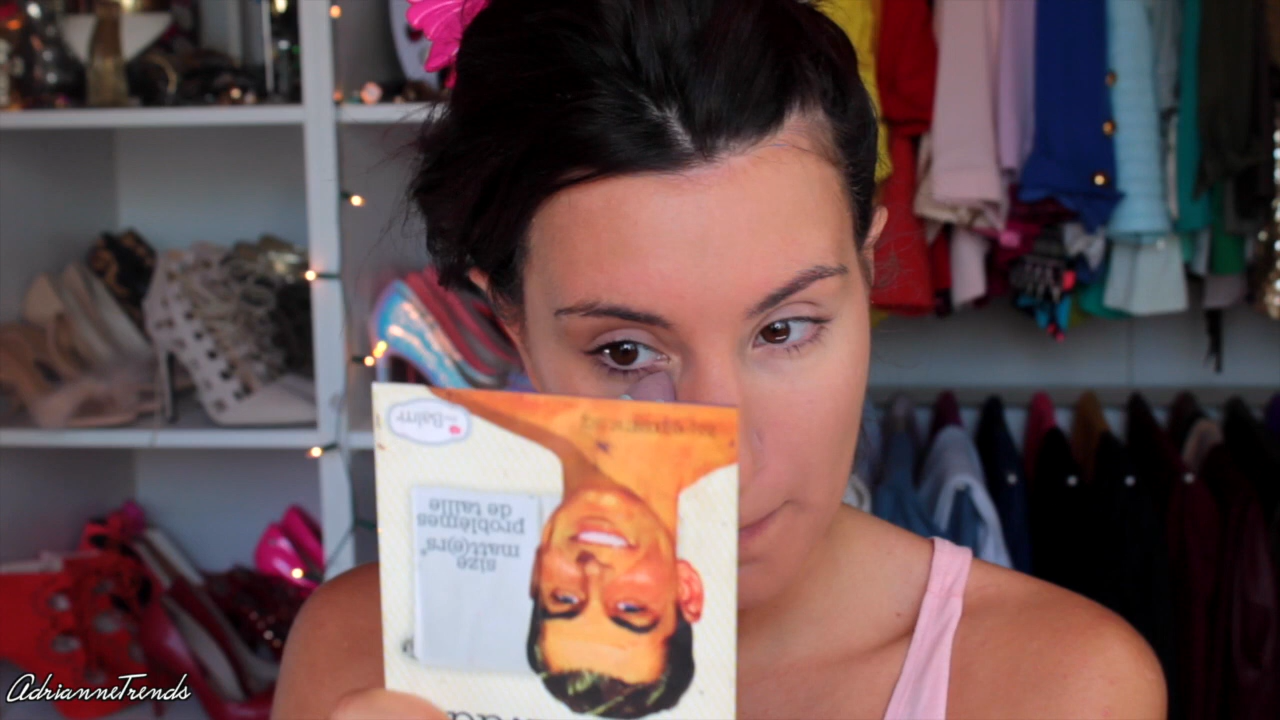 size
matt(e)rs®
problèmes
de taille
theBalm
AdrianneTrends